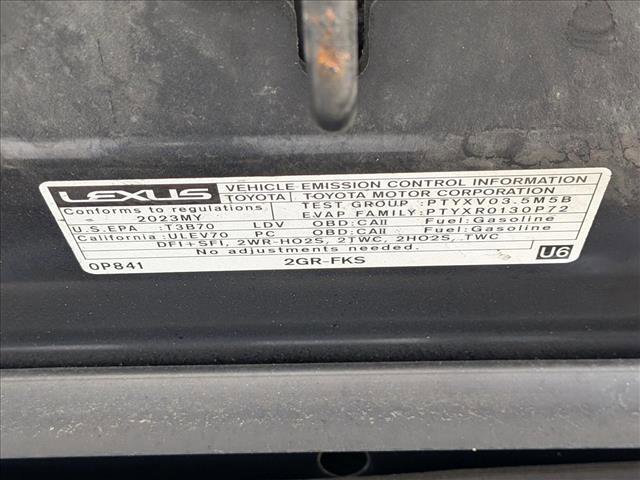 LEXUS VEHICLE EMISSION CONTROL INFORMATION
TOYOTA TOYOTA MOTOR CORPORATION
Conforms to regulations TEST GROUP :PTYXV03.5M5B
2023MY EVAP FAMILY:PTYXR0130P72
U.S.EPA :T3B70 LDV OBD:CAII Fuel:Gasoline
California:ULEV70 PC OBD:CAII Fuel:Gasoline
DFI+SFI, 2WR-HO2S, 2TWC, 2HO2S, TWC
No adjustments needed.
0P841 2GR-FKS U6